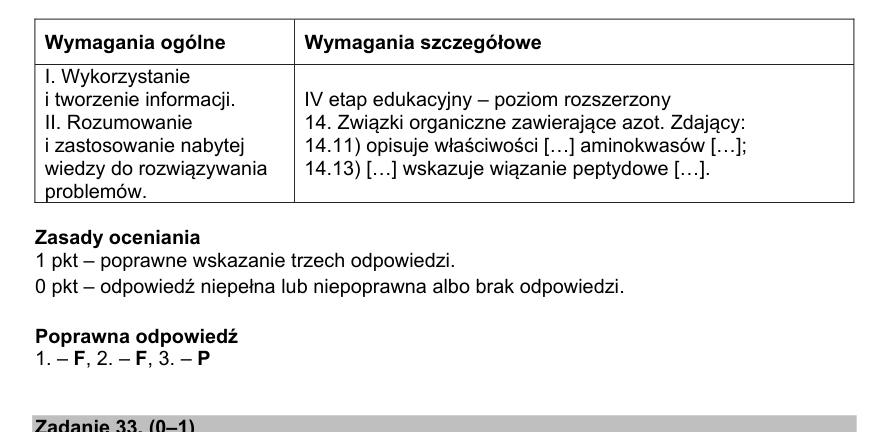 Wymagania ogólne
Wymagania szczegółowe
I. Wykorzystanie
i tworzenie informacji.
II. Rozumowanie
i zastosowanie nabytej
wiedzy do rozwiązywania
problemów.
IV etap edukacyjny – poziom rozszerzony
14. Związki organiczne zawierające azot. Zdający:
14.11) opisuje właściwości […] aminokwasów […];
14.13) […] wskazuje wiązanie peptydowe […].
Zasady oceniania
1 pkt – poprawne wskazanie trzech odpowiedzi.
0 pkt – odpowiedź niepełna lub niepoprawna albo brak odpowiedzi.
Poprawna odpowiedź
1. – F, 2. – F, 3. – P
Zadanie 33. (0–1)